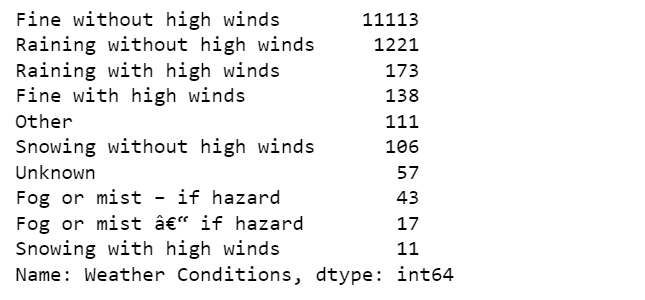 Fine without high winds 11113
Raining without high winds 1221
Raining with high winds 173
Fine with high winds 138
Other 111
Snowing without high winds 106
Unknown 57
Fog or mist – if hazard 43
Fog or mist â€“ if hazard 17
Snowing with high winds 11
Name: Weather Conditions, dtype: int64